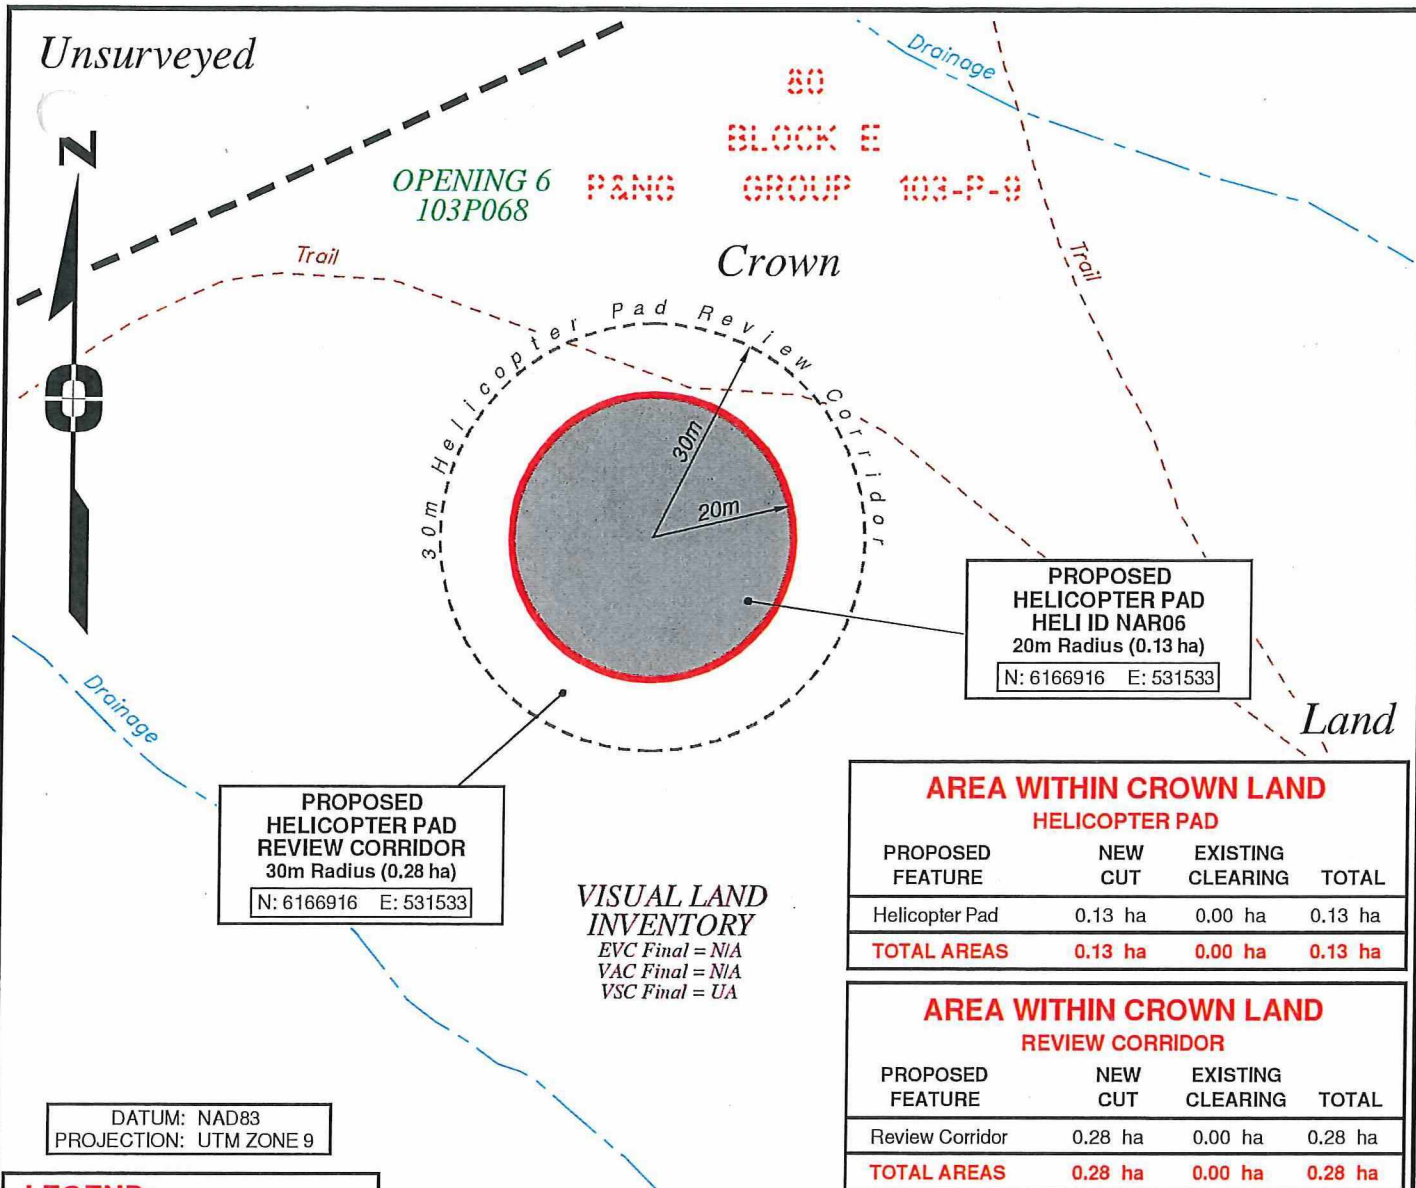 Unsurveyed
N
Drainage
80
BLOCK E
P&NG GROUP 103-P-9
OPENING 6
103P068
Crown
Trail
Trail
30m Helicopter Pad Review Corridor
30m
20m
PROPOSED
HELICOPTER PAD
HELI ID NAR06
20m Radius (0.13 ha)
N: 6166916 E: 531533
Land
Drainage
PROPOSED
HELICOPTER PAD
REVIEW CORRIDOR
30m Radius (0.28 ha)
N: 6166916 E: 531533
VISUAL LAND
INVENTORY
EVC Final = N/A
VAC Final = N/A
VSC Final = UA
AREA WITHIN CROWN LAND
HELICOPTER PAD
PROPOSED FEATURE NEW CUT EXISTING CLEARING TOTAL
Helicopter Pad 0.13 ha 0.00 ha 0.13 ha
TOTAL AREAS 0.13 ha 0.00 ha 0.13 ha
AREA WITHIN CROWN LAND
REVIEW CORRIDOR
PROPOSED FEATURE NEW CUT EXISTING CLEARING TOTAL
Review Corridor 0.28 ha 0.00 ha 0.28 ha
TOTAL AREAS 0.28 ha 0.00 ha 0.28 ha
DATUM: NAD83
PROJECTION: UTM ZONE 9
LEGEND